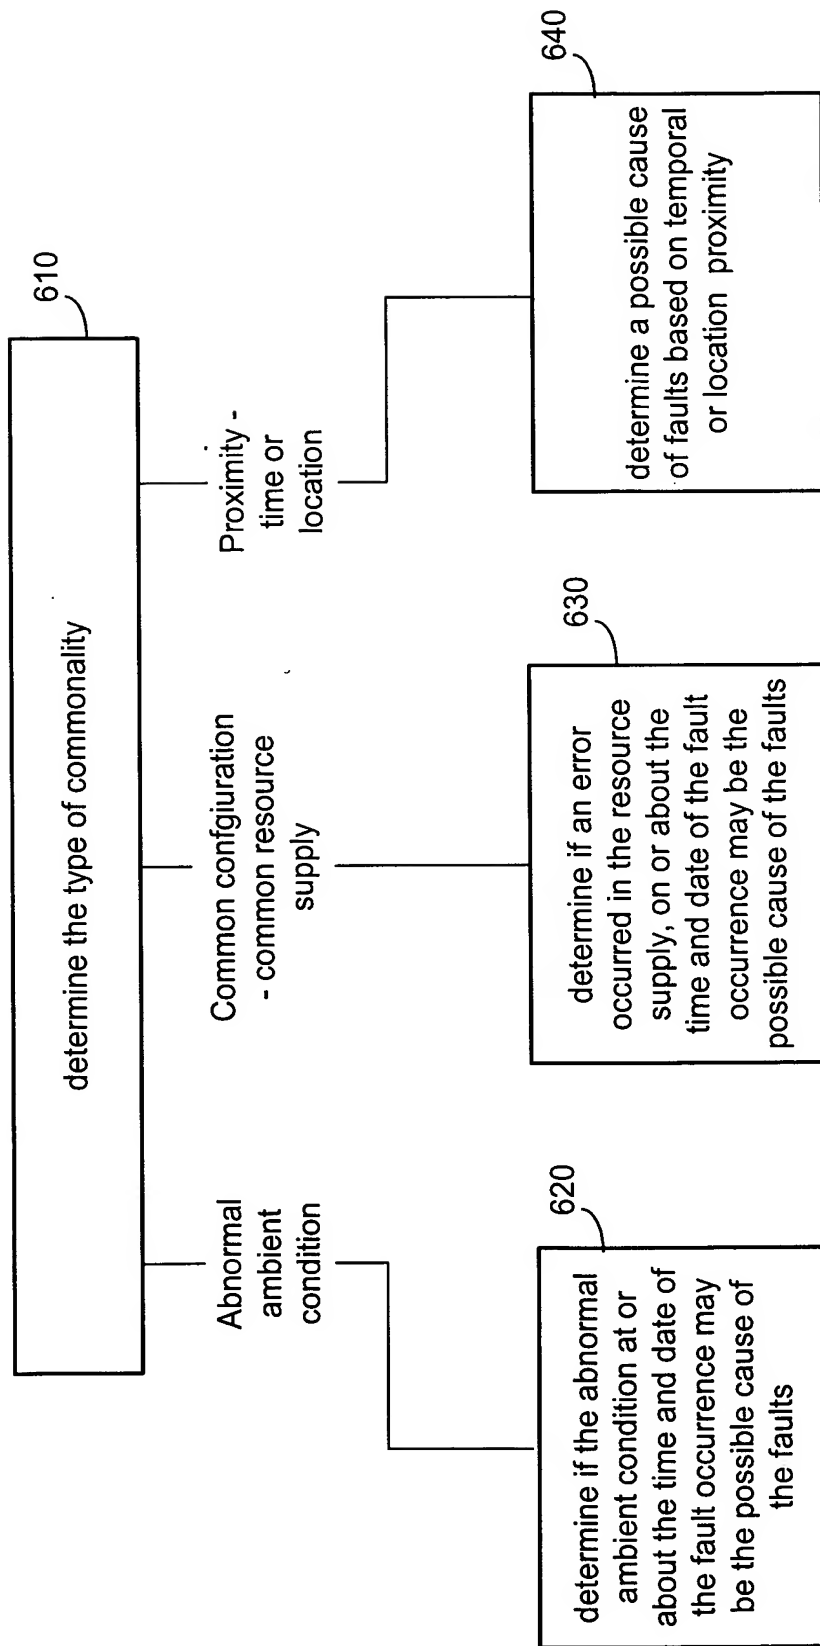 610
determine the type of commonality
Abnormal
ambient
condition
Common confgiuration
- common resource
supply
Proximity -
time or
location
620
determine if the abnormal
ambient condition at or
about the time and date of
the fault occurrence may
be the possible cause of
the faults
630
determine if an error
occurred in the resource
supply, on or about the
time and date of the fault
occurrence may be the
possible cause of the faults
640
determine a possible cause
of faults based on temporal
or location proximity